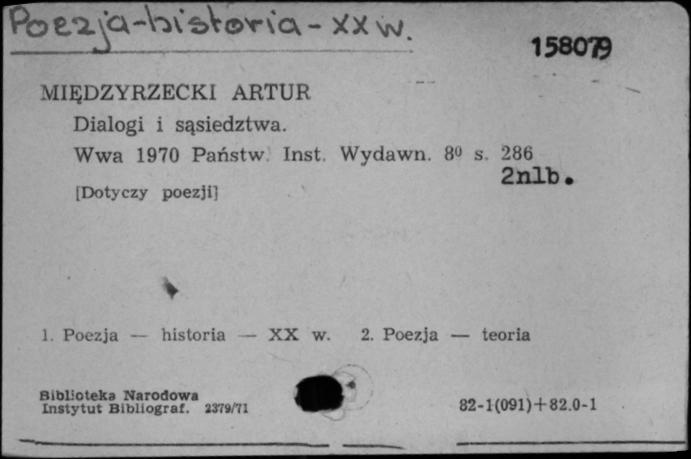 Poezja-historia-XX w.
158079
MIĘDZYRZECKI ARTUR
Dialogi i sąsiedztwa.
Wwa 1970 Państw. Inst. Wydawn. 8⁰ s. 286
2nlb.
[Dotyczy poezji]
1. Poezja — historia — XX w. 2. Poezja — teoria
Biblioteka Narodowa
Instytut Bibliograf. 2379/71
82-1(091)+82.0-1